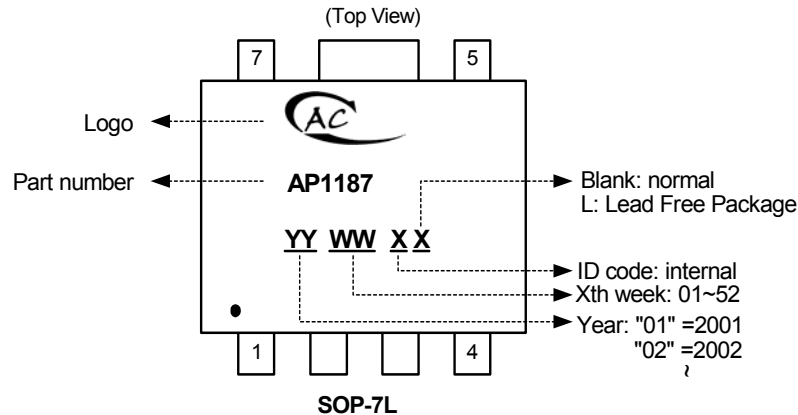 (Top View)
7 5
Logo
AC
Part number
AP1187
Blank: normal
L: Lead Free Package
YY WW X X
ID code: internal
Xth week: 01~52
Year: "01" =2001
"02" =2002
~
1 4
SOP-7L